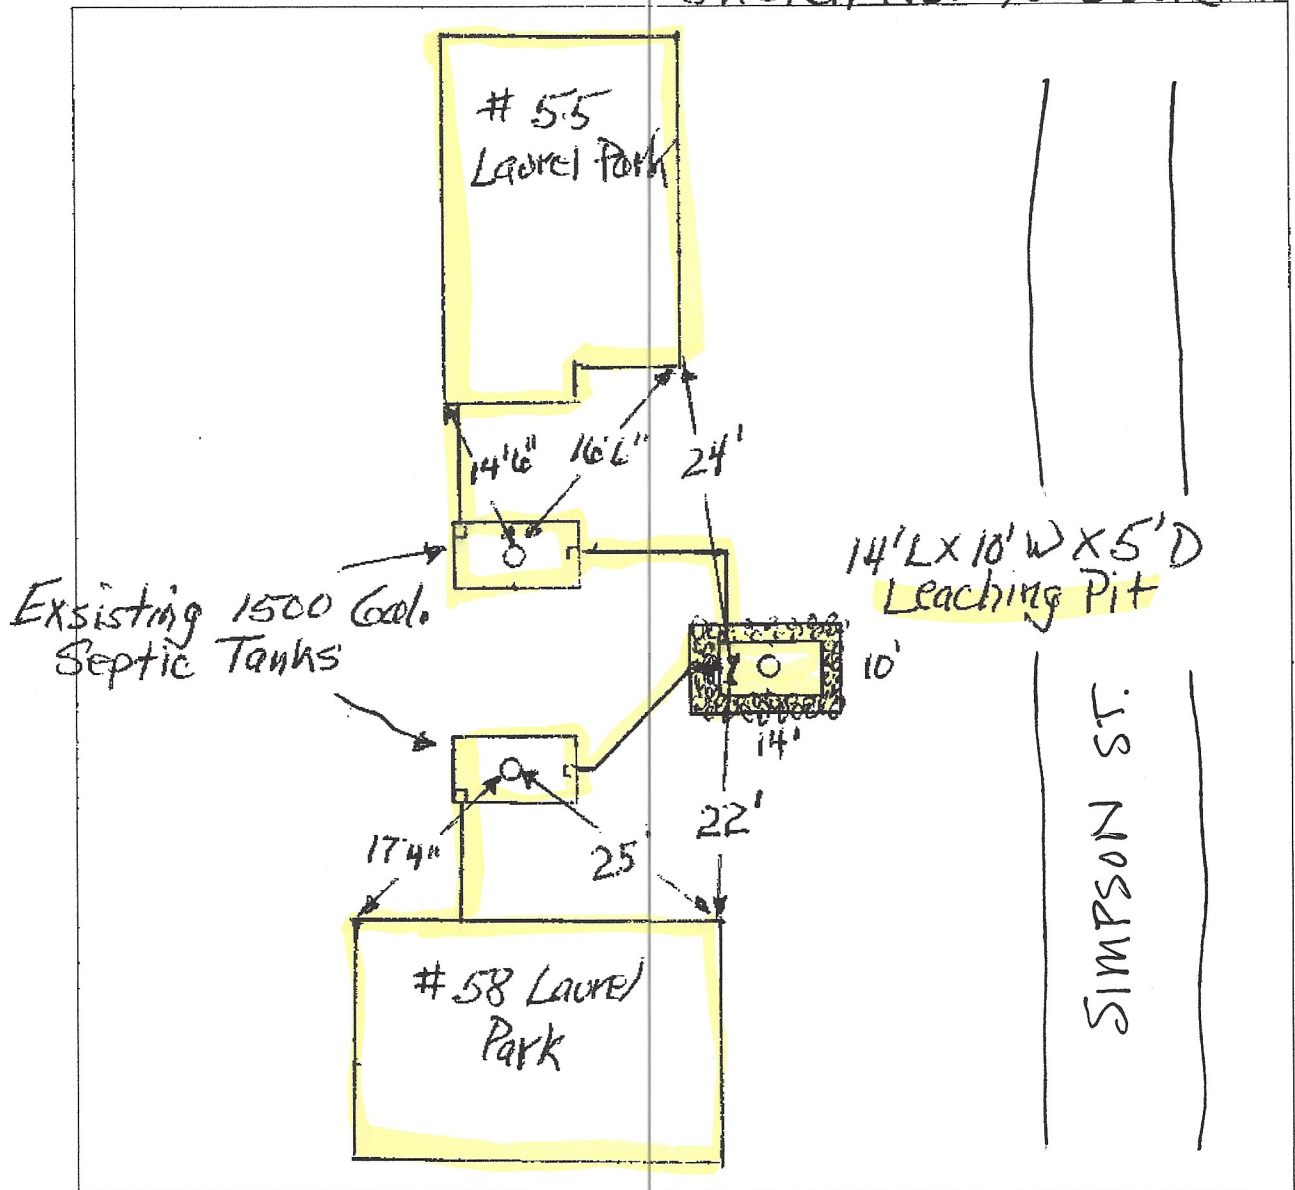 # 55
Laurel Park
14'6"
16'6"
24'
14'L X 10' W X 5' D
Leaching Pit
Exsisting 1500 Gal.
Septic Tanks
10'
14'
22'
17'4"
25'
# 58 Laurel
Park
SIMPSON ST.